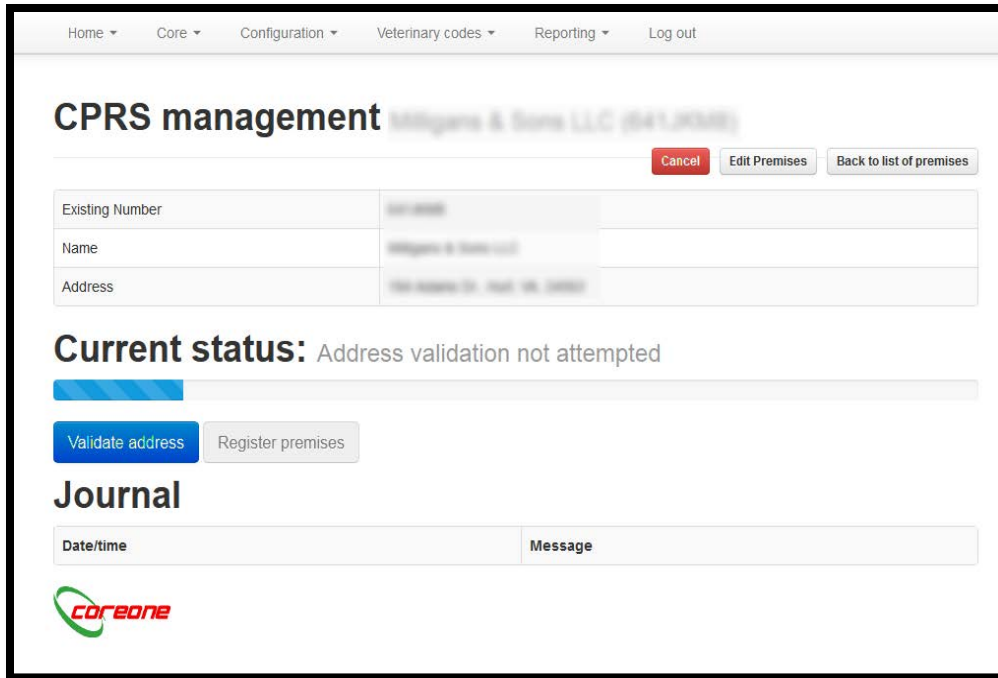 Home Core Configuration Veterinary codes Reporting Log out
CPRS management
Cancel Edit Premises Back to list of premises
Existing Number
Name
Address
Current status: Address validation not attempted
Validate address Register premises
Journal
Date/time Message
coreone